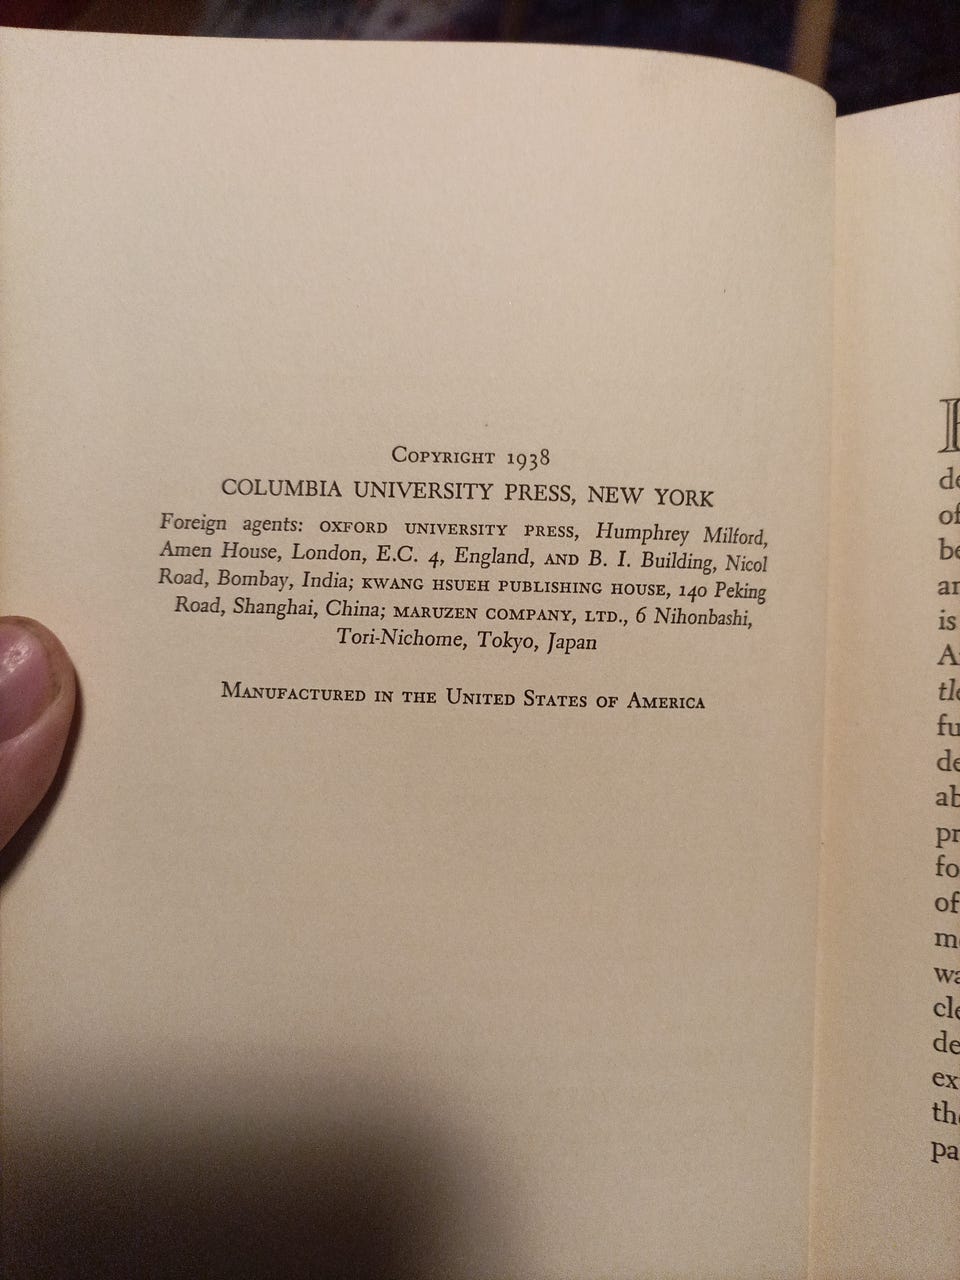 Copyright 1938
COLUMBIA UNIVERSITY PRESS, NEW YORK
Foreign agents: OXFORD UNIVERSITY PRESS, Humphrey Milford,
Amen House, London, E.C. 4, England, AND B. I. Building, Nicol
Road, Bombay, India; KWANG HSUEH PUBLISHING HOUSE, 140 Peking
Road, Shanghai, China; MARUZEN COMPANY, LTD., 6 Nihonbashi,
Tori-Nichome, Tokyo, Japan
Manufactured in the United States of America